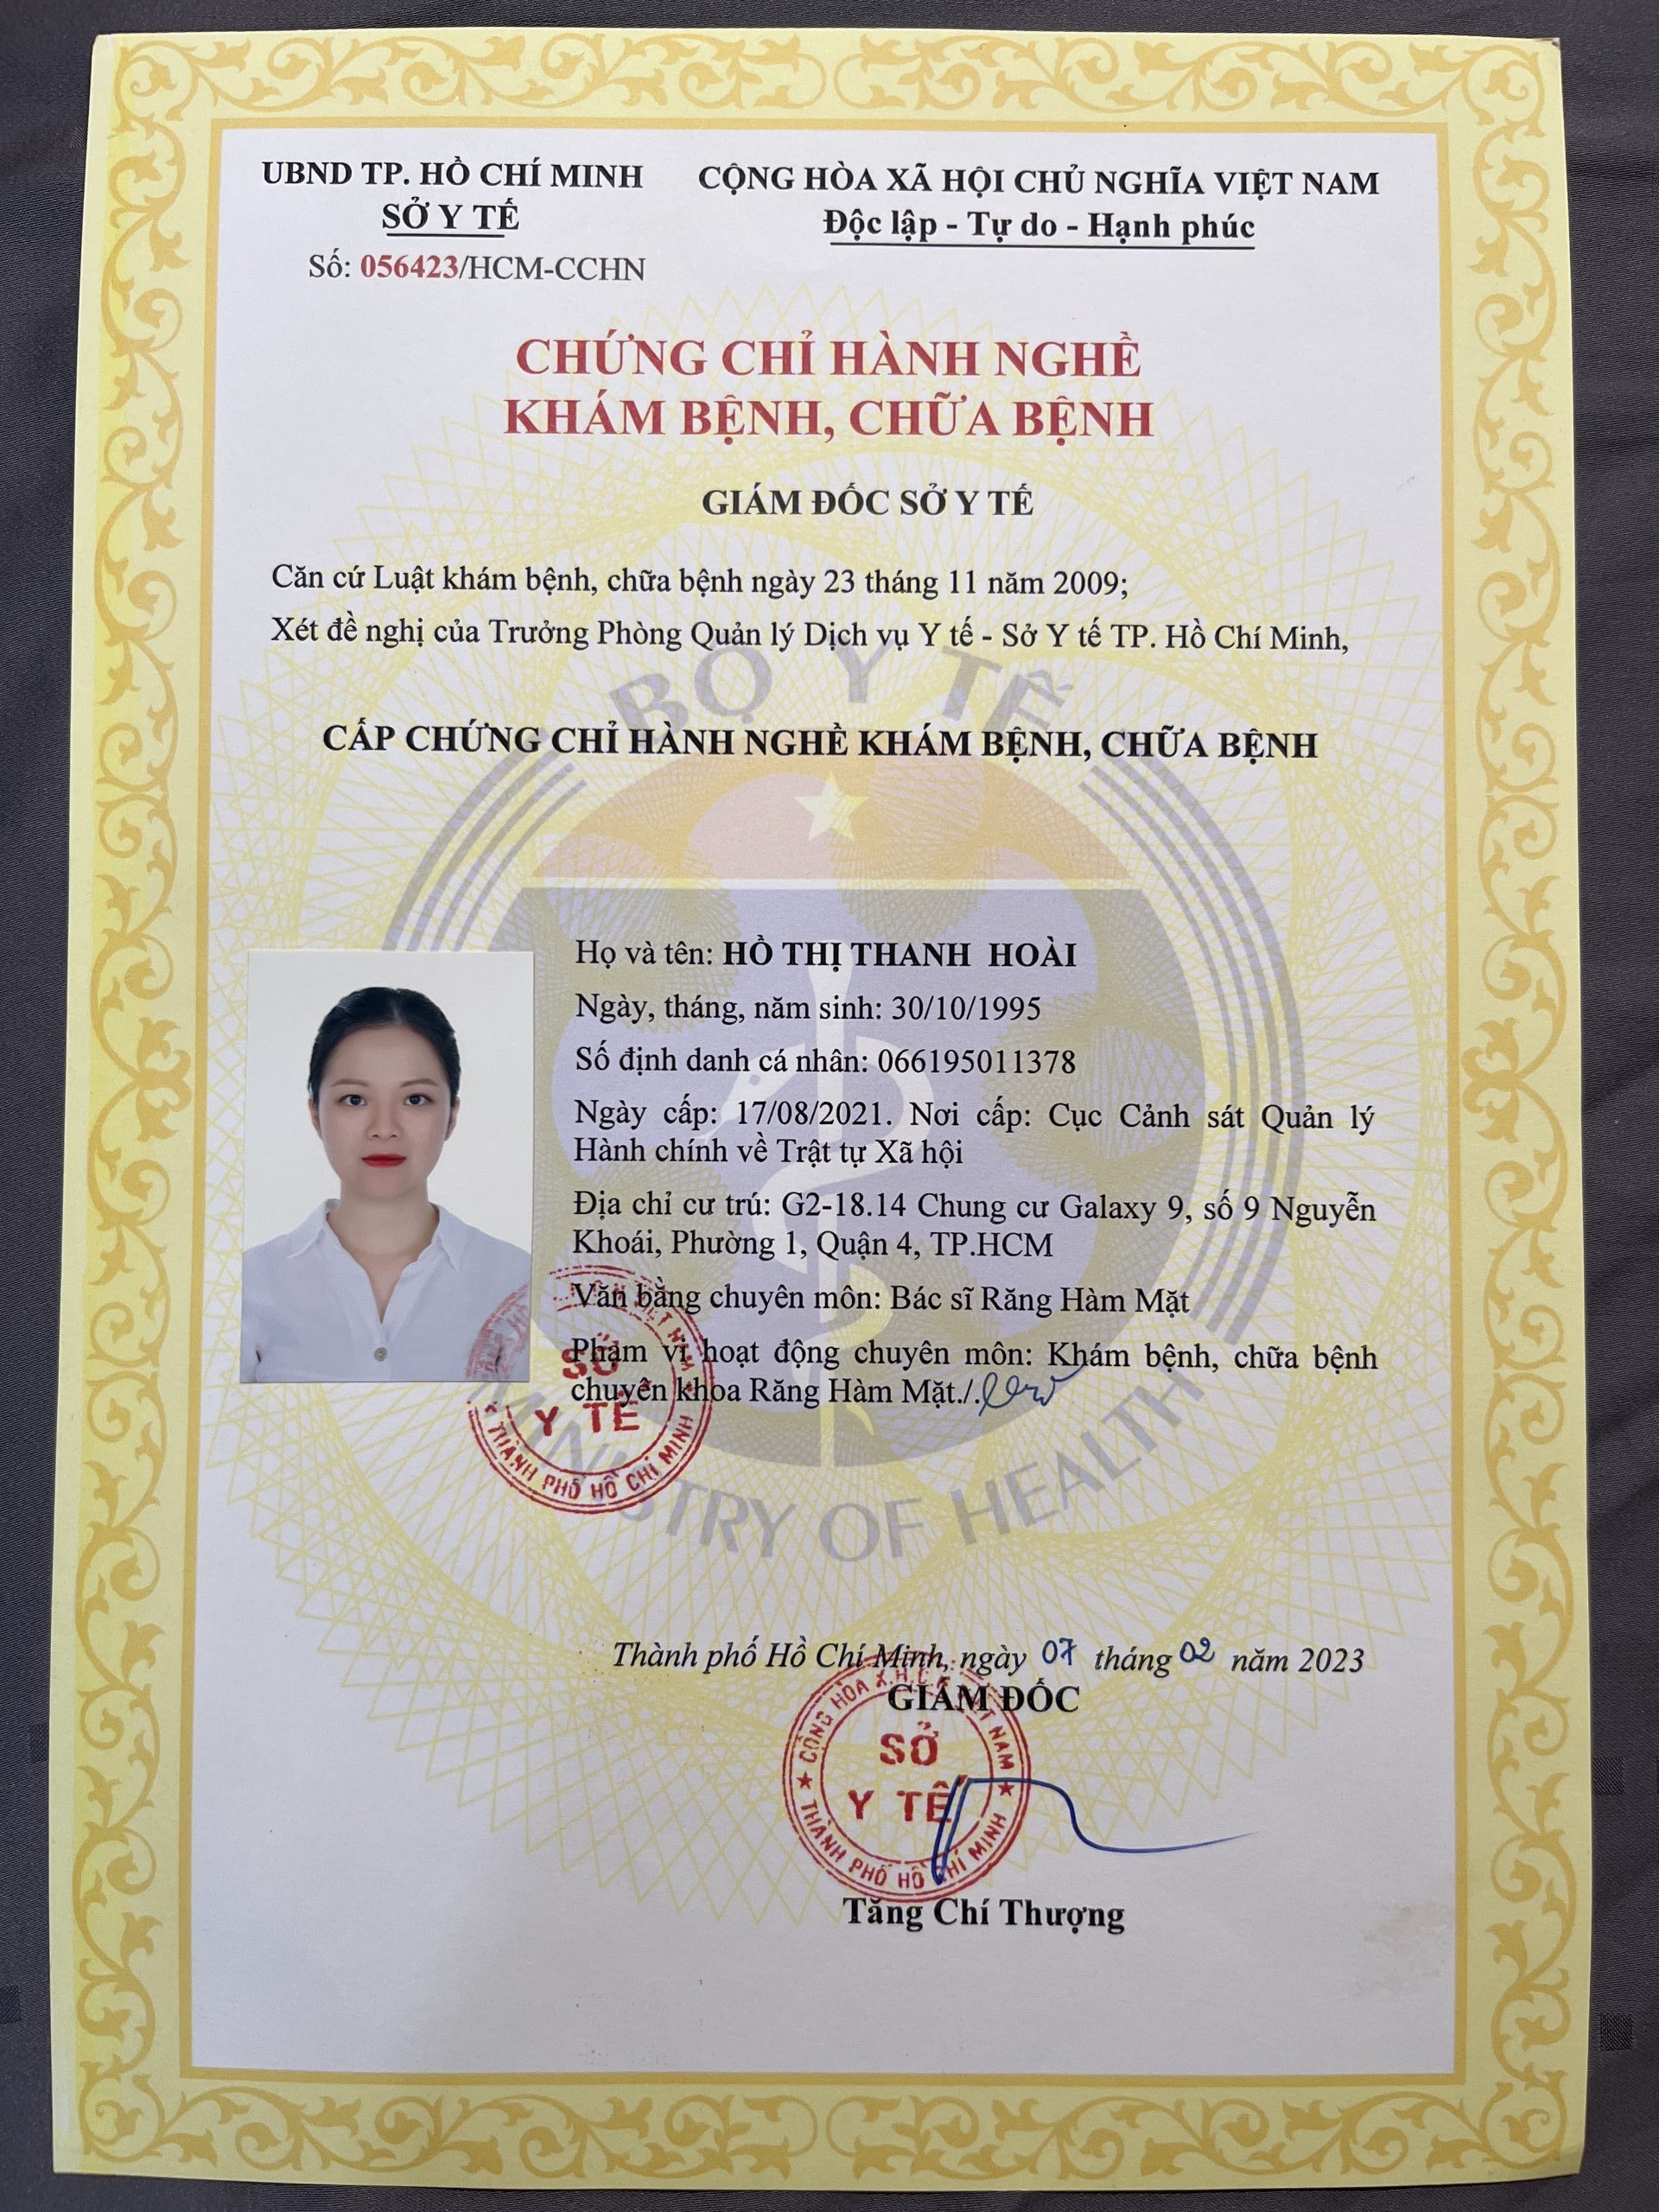 UBND TP. HỒ CHÍ MINH
SỞ Y TẾ
Số: 056423/HCM-CCHN
CỘNG HÒA XÃ HỘI CHỦ NGHĨA VIỆT NAM
Độc lập - Tự do - Hạnh phúc
CHỨNG CHỈ HÀNH NGHỀ
KHÁM BỆNH, CHỮA BỆNH
GIÁM ĐỐC SỞ Y TẾ
Căn cứ Luật khám bệnh, chữa bệnh ngày 23 tháng 11 năm 2009;
Xét đề nghị của Trưởng Phòng Quản lý Dịch vụ Y tế - Sở Y tế TP. Hồ Chí Minh,
BỘ Y TẾ
CẤP CHỨNG CHỈ HÀNH NGHỀ KHÁM BỆNH, CHỮA BỆNH
Họ và tên: HỒ THỊ THANH HOÀI
Ngày, tháng, năm sinh: 30/10/1995
Số định danh cá nhân: 066195011378
Ngày cấp: 17/08/2021. Nơi cấp: Cục Cảnh sát Quản lý
Hành chính về Trật tự Xã hội
Địa chỉ cư trú: G2-18.14 Chung cư Galaxy 9, số 9 Nguyễn
Khoái, Phường 1, Quận 4, TP.HCM
Văn bằng chuyên môn: Bác sĩ Răng Hàm Mặt
Phạm vi hoạt động chuyên môn: Khám bệnh, chữa bệnh
chuyên khoa Răng Hàm Mặt./.
SỞ
Y TẾ
THÀNH PHỐ HỒ CHÍ MINH
MINISTRY OF HEALTH
Thành phố Hồ Chí Minh, ngày 07 tháng 02 năm 2023
GIÁM ĐỐC
CỘNG HÒA X.H.C.N VIỆT NAM
SỞ
Y TẾ
THÀNH PHỐ HỒ CHÍ MINH
Tăng Chí Thượng